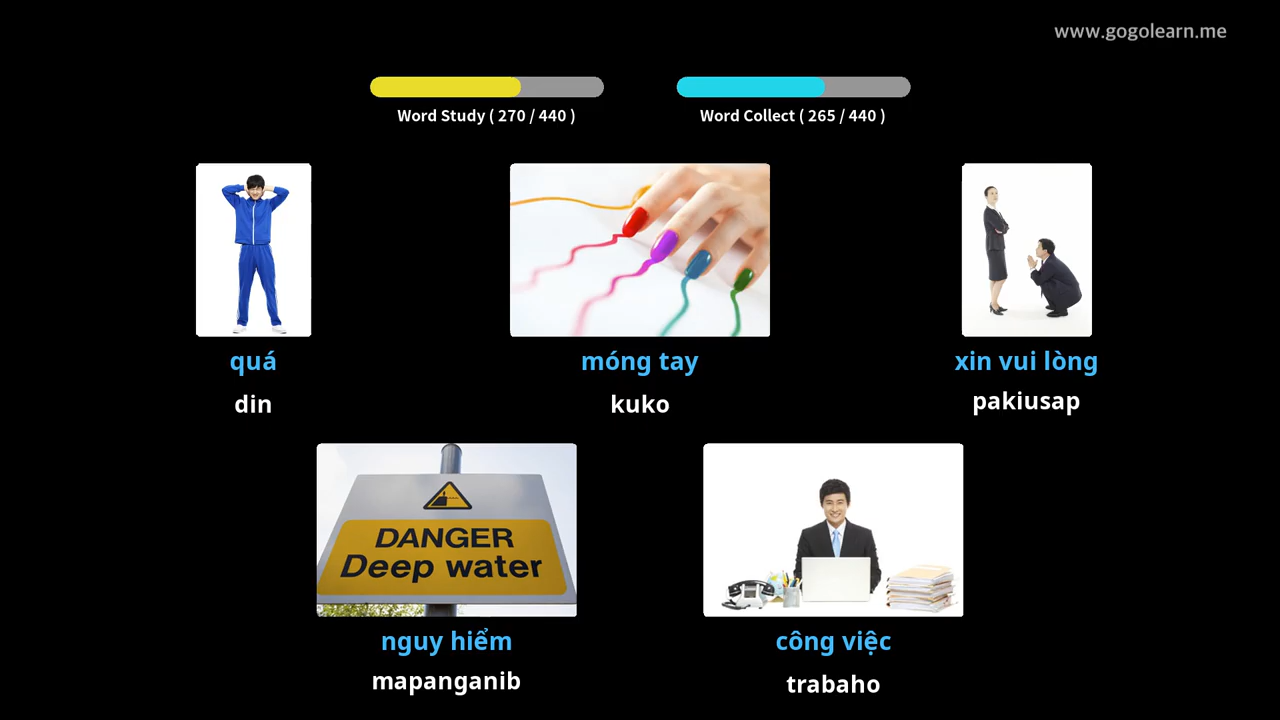 www.gogolearn.me
Word Study ( 270 / 440 )
Word Collect ( 265 / 440 )
quá
din
móng tay
kuko
xin vui lòng
pakiusap
DANGER
Deep water
nguy hiểm
mapanganib
công việc
trabaho